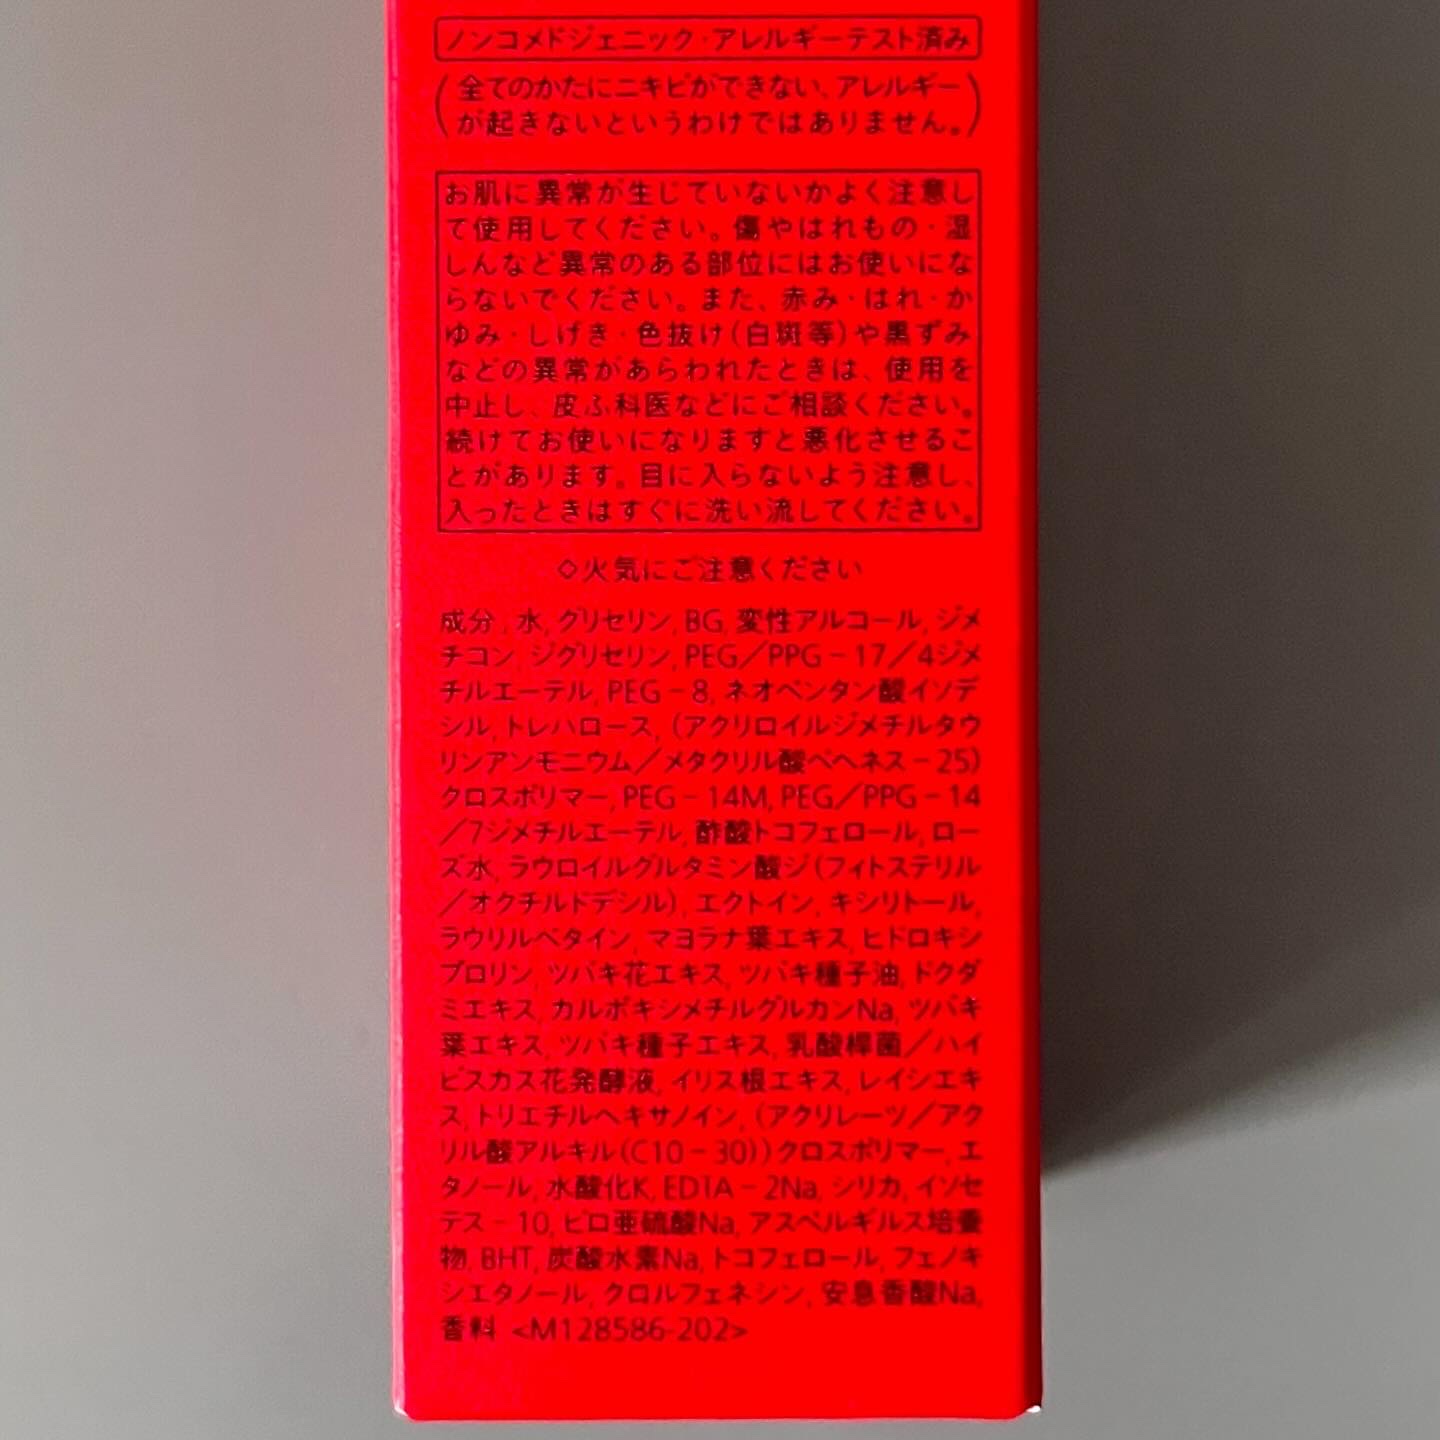 ノンコメドジェニック・アレルギーテスト済み
(全てのかたにニキビができない、アレルギー
が起きないというわけではありません。)
お肌に異常が生じていないかよく注意し
て使用してください。傷やはれもの・湿
しんなど異常のある部位にはお使いにな
らないでください。また、赤み・はれ・か
ゆみ・しげき・色抜け(白斑等)や黒ずみ
などの異常があらわれたときは、使用を
中止し、皮ふ科医などにご相談ください。
続けてお使いになりますと悪化させるこ
とがあります。目に入らないよう注意し、
入ったときはすぐに洗い流してください。
◇火気にご注意ください
成分:水, グリセリン, BG, 変性アルコール, ジメ
チコン, ジグリセリン, PEG/PPG-17/4ジメ
チルエーテル, PEG-8, ネオペンタン酸イソデ
シル, トレハロース, (アクリロイルジメチルタウ
リンアンモニウム/メタクリル酸ベヘネス-25)
クロスポリマー, PEG-14M, PEG/PPG-14
/7ジメチルエーテル, 酢酸トコフェロール, ロー
ズ水, ラウロイルグルタミン酸ジ(フィトステリル
/オクチルドデシル), エクトイン, キシリトール,
ラウリルベタイン, マヨラナ葉エキス, ヒドロキシ
プロリン, ツバキ花エキス, ツバキ種子油, ドクダ
ミエキス, カルボキシメチルグルカンNa, ツバキ
葉エキス, ツバキ種子エキス, 乳酸桿菌/ハイ
ビスカス花発酵液, イリス根エキス, レイシエキ
ス, トリエチルヘキサノイン, (アクリレーツ/アク
リル酸アルキル(C10-30))クロスポリマー, エ
タノール, 水酸化K, EDTA-2Na, シリカ, イソセ
テス-10, ピロ亜硫酸Na, アスペルギルス培養
物, BHT, 炭酸水素Na, トコフェロール, フェノキ
シエタノール, クロルフェネシン, 安息香酸Na,
香料 <M128586-202>